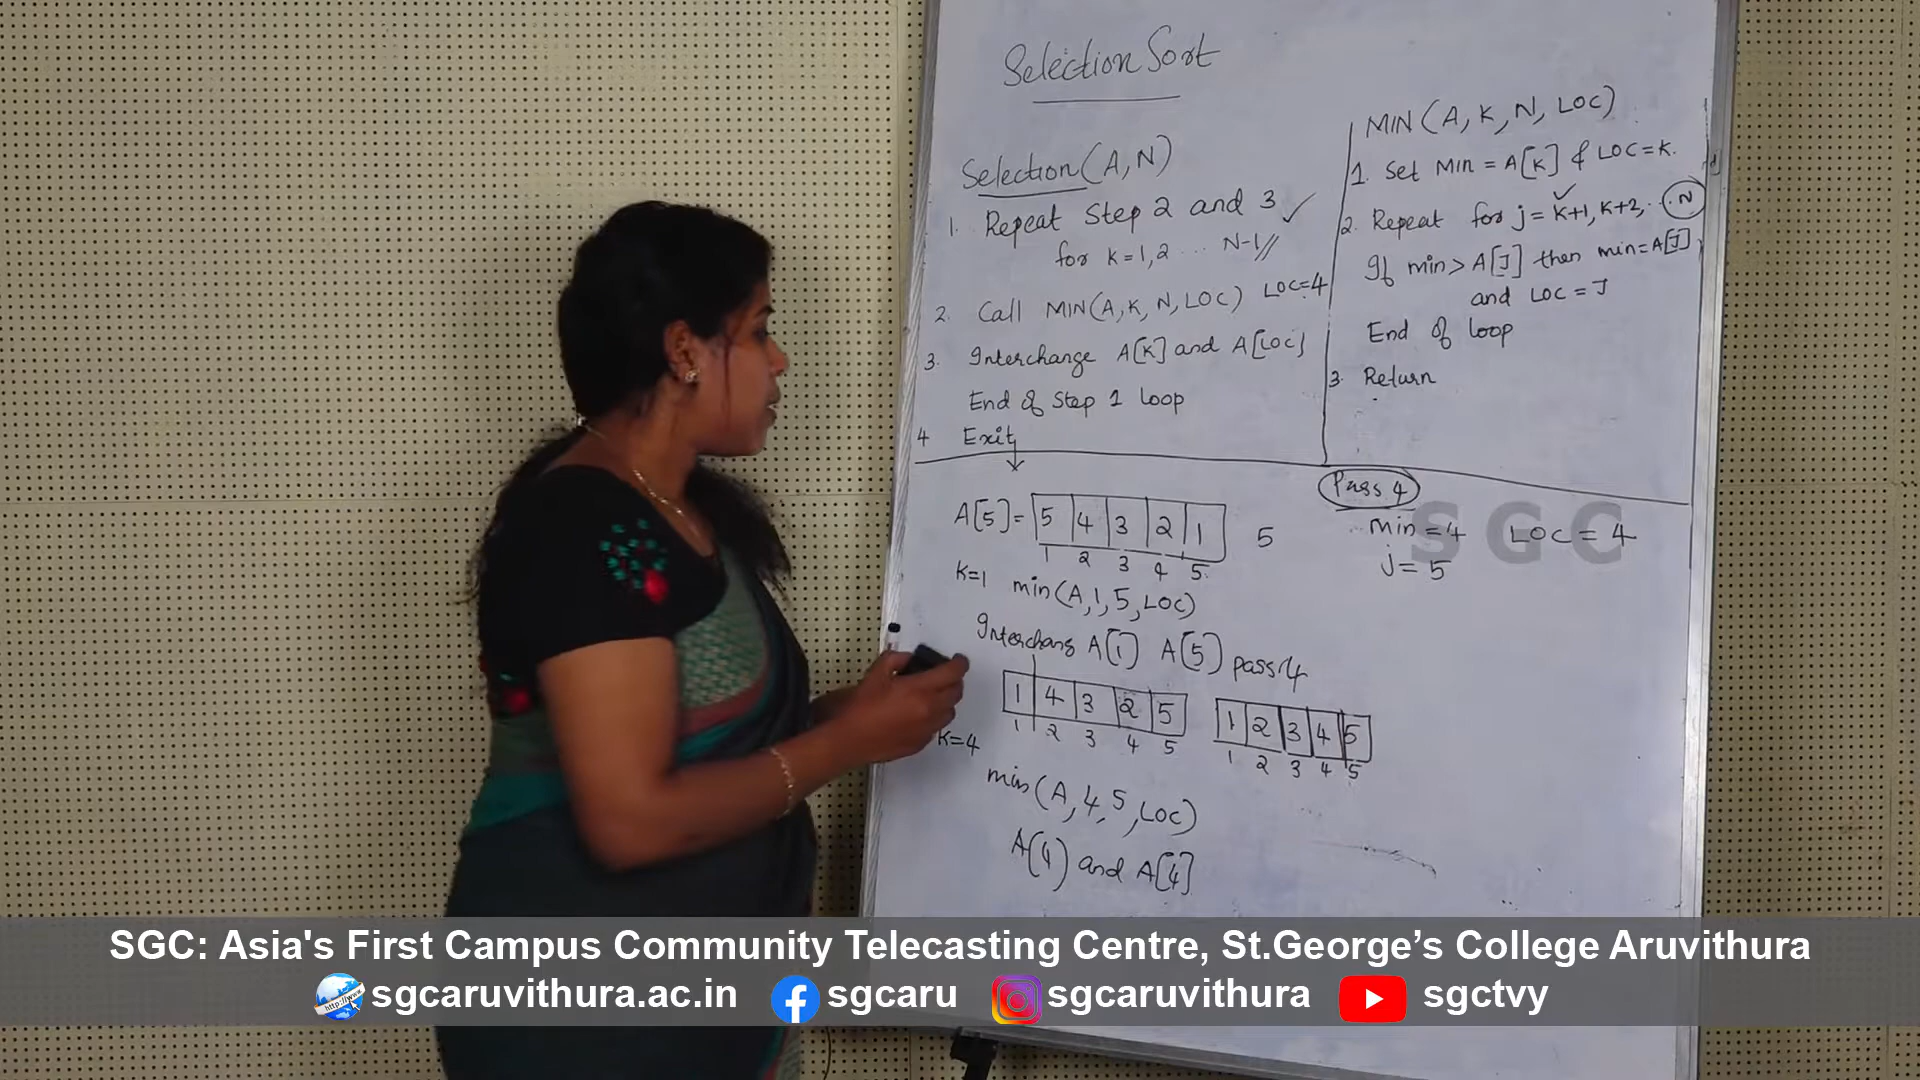 Selection Sort
Selection (A, N)
1. Repeat Step 2 and 3 ✓
for K=1,2 ... N-1//
2. Call MIN(A, K, N, LOC) LOC=4
3. Interchange A[K] and A[LOC]
End of Step 1 loop
4 Exit
MIN(A, K, N, LOC)
1. Set Min = A[K] & LOC=K.
2. Repeat for j= K+1, K+2, .. N
If min > A[J] then min=A[J]
and LOC = J
End of loop
3. Return
A[5]= 5 4 3 2 1 5
1 2 3 4 5
K=1 min(A,1,5,LOC)
Interchang A[1] A[5] pass 4
1 4 3 2 5
1 2 3 4 5
1 2 3 4 5
1 2 3 4 5
K=4
min(A,4,5,LOC)
A(4) and A[4]
Pass 4
min = 4 LOC = 4
j= 5
SGC
SGC: Asia's First Campus Community Telecasting Centre, St.George’s College Aruvithura
http://www
sgcaruvithura.ac.in sgcaru sgcaruvithura sgctvy